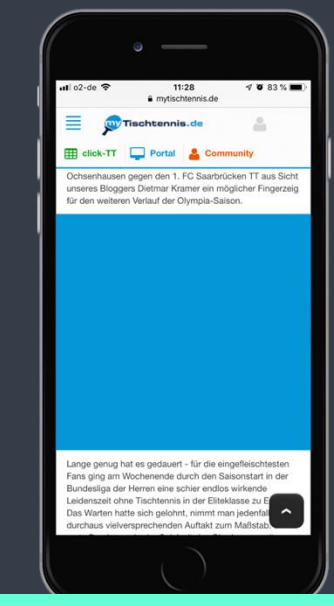 o2-de 11:28 83 %
mytischtennis.de
myTischtennis.de
click-TT Portal Community
Ochsenhausen gegen den 1. FC Saarbrücken TT aus Sicht
unseres Bloggers Dietmar Kramer ein möglicher Fingerzeig
für den weiteren Verlauf der Olympia-Saison.
Lange genug hat es gedauert - für die eingefleischtesten
Fans ging am Wochenende durch den Saisonstart in der
Bundesliga der Herren eine schier endlos wirkende
Leidenszeit ohne Tischtennis in der Eliteklasse zu
Das Warten hatte sich gelohnt, nimmt man
durchaus vielversprechenden Auftakt zum Maßstab.